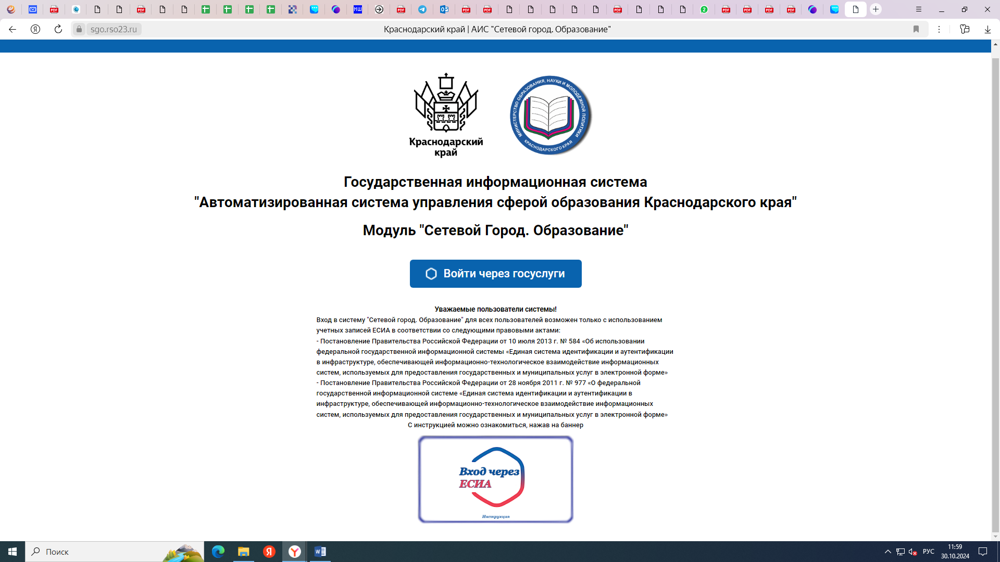 2
sgo.rso23.ru
Краснодарский край | АИС "Сетевой город. Образование"
Краснодарский
край
МИНИСТЕРСТВО ОБРАЗОВАНИЯ, НАУКИ И МОЛОДЁЖНОЙ ПОЛИТИКИ
КРАСНОДАРСКОГО КРАЯ
Государственная информационная система
"Автоматизированная система управления сферой образования Краснодарского края"
Модуль "Сетевой Город. Образование"
Войти через госуслуги
Уважаемые пользователи системы!
Вход в систему "Сетевой город. Образование" для всех пользователей возможен только с использованием
учетных записей ЕСИА в соответствии со следующими правовыми актами:
- Постановление Правительства Российской Федерации от 10 июля 2013 г. № 584 «Об использовании
федеральной государственной информационной системы «Единая система идентификации и аутентификации
в инфраструктуре, обеспечивающей информационно-технологическое взаимодействие информационных
систем, используемых для предоставления государственных и муниципальных услуг в электронной форме»
- Постановление Правительства Российской Федерации от 28 ноября 2011 г. № 977 «О федеральной
государственной информационной системе «Единая система идентификации и аутентификации в
инфраструктуре, обеспечивающей информационно-технологическое взаимодействие информационных
систем, используемых для предоставления государственных и муниципальных услуг в электронной форме»
С инструкцией можно ознакомиться, нажав на баннер
Вход через
ЕСИА
Инструкция
Поиск
РУС
11:59
30.10.2024